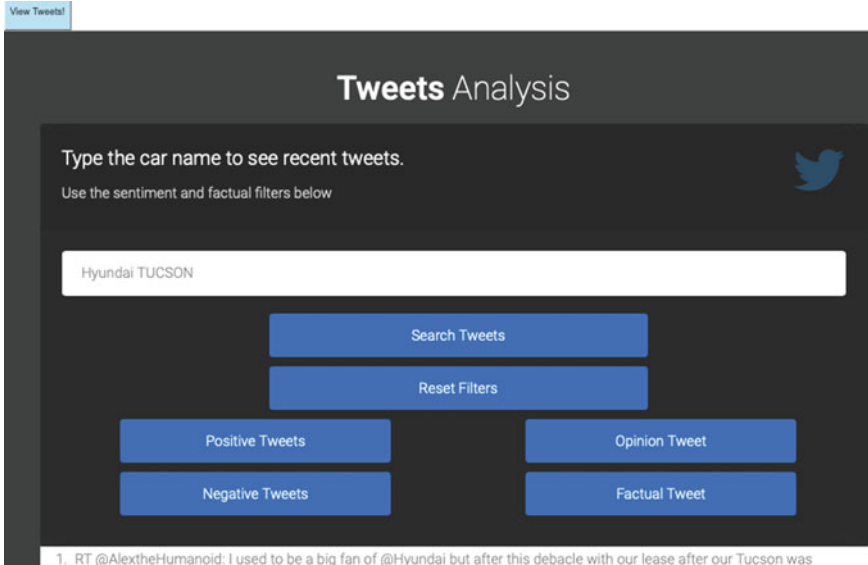 View Tweets!
Tweets Analysis
Type the car name to see recent tweets.
Use the sentiment and factual filters below
Hyundai TUCSON
Search Tweets
Reset Filters
Positive Tweets
Opinion Tweet
Negative Tweets
Factual Tweet
1. RT @AlextheHumanoid: I used to be a big fan of @Hyundai but after this debacle with our lease after our Tucson was